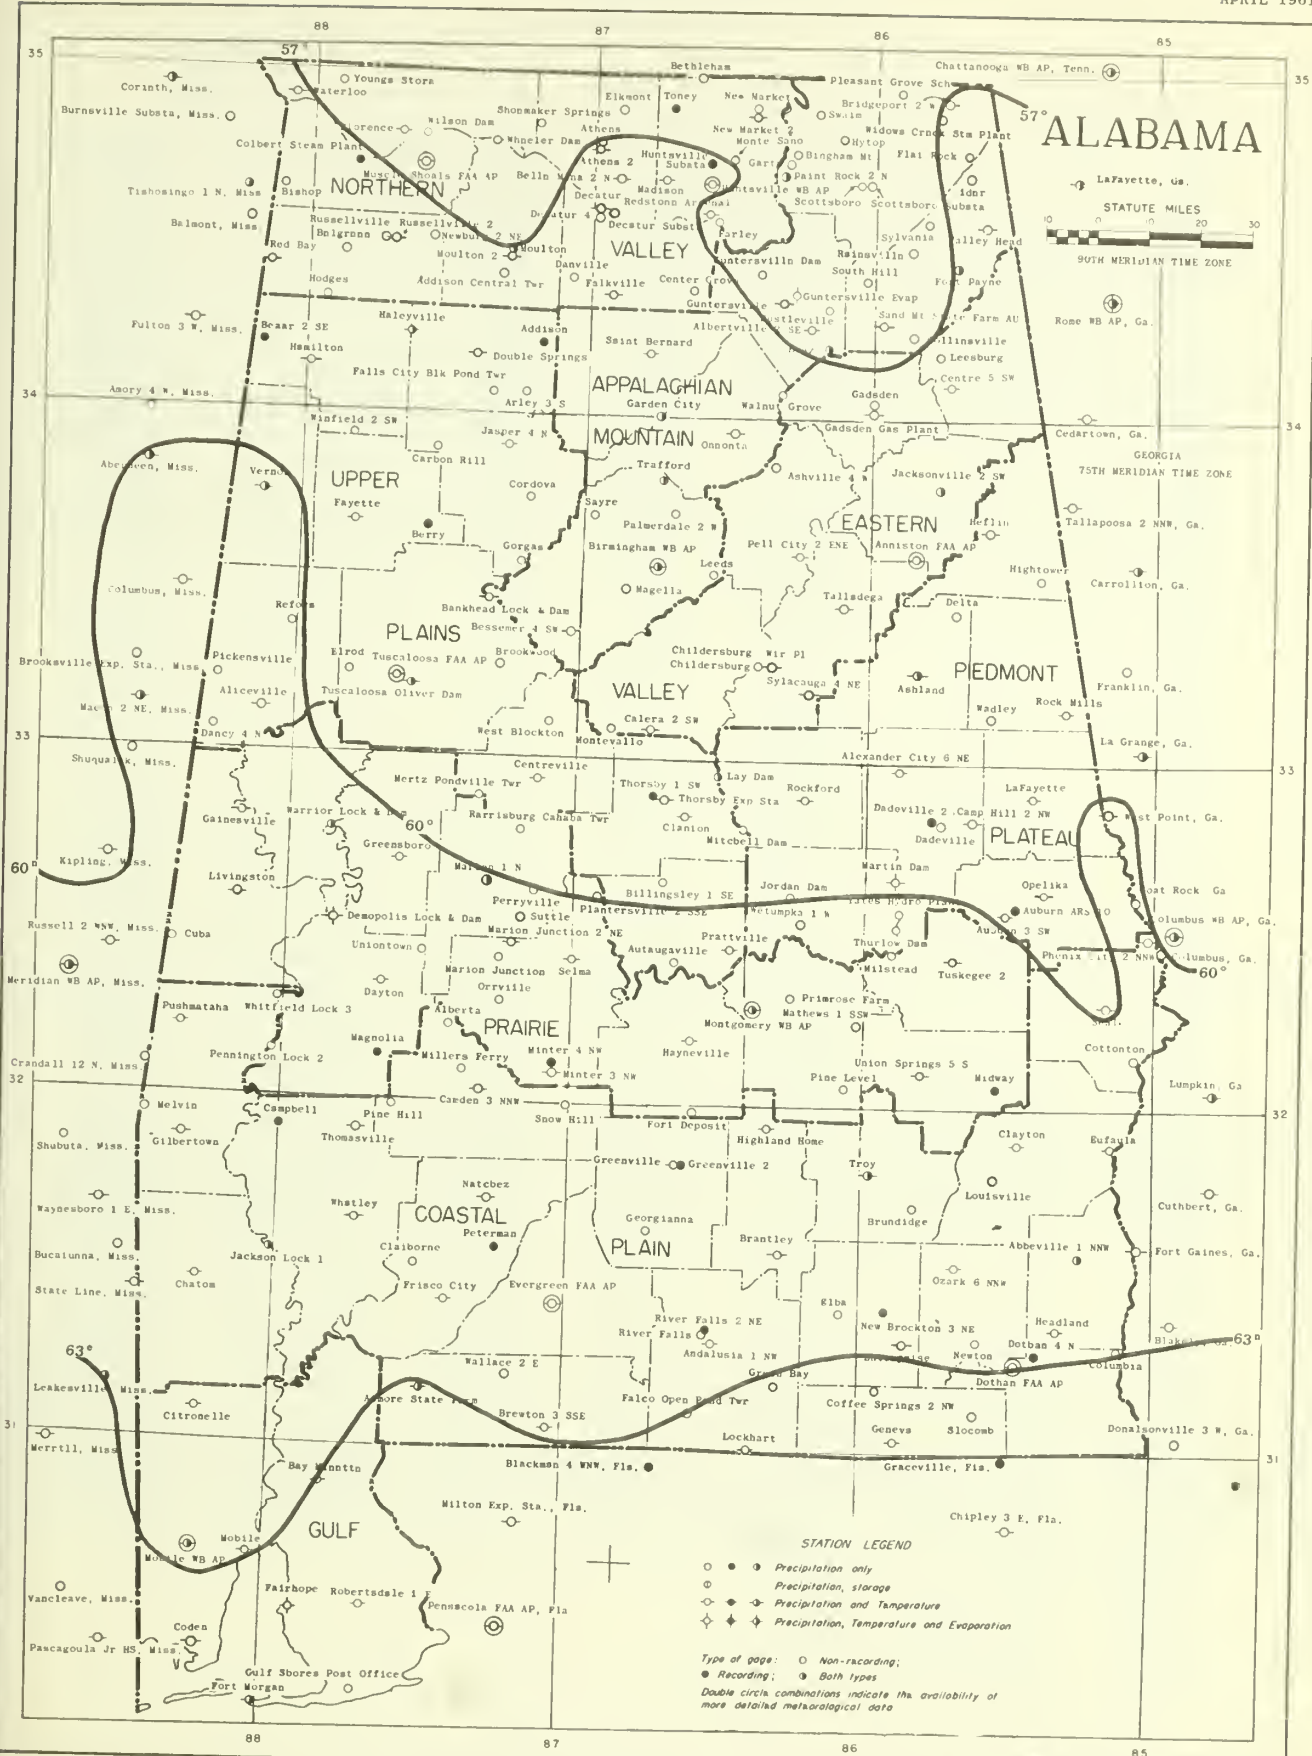 88
87
86
85
35
57
Youngs Store
Bethleham
Pleasant Grove Sch
Chattanooga WB AP, Tenn.
35
Corinth, Miss.
Waterloo
Elkmont
Toney
New Market
Bridgeport 2 W
57°
ALABAMA
Burnsville Substa, Miss.
Shonmaker Springs
Swaim
Florence
Wilson Dam
Wheeler Dam
Athens
New Market 2
Widows Creek Stm Plant
Colbert Steam Plant
Monte Sano
Hytop
Athens 2
Huntsville
Substa
Bingham Mt
Flat Rock
Muscle Shoals FAA AP
Paint Rock 2 N
LaFayette, Ga.
Tishomingo 1 N, Miss
Bishop
NORTHERN
Madison
Scottsboro
Scottsboro Substa
STATUTE MILES
20
30
Russellville
Russellville 2
Decatur
Decatur 4
Decatur Subst
Farley
Sylvania
Valley Head
Red Bay
Newburg 2 NE
Moulton
VALLEY
90TH MERIDIAN TIME ZONE
Moulton 2
Danville
South Hill
Hodges
Addison Central Twr
Falkville
Center Grove
Fort Payne
Guntersville
Guntersville Evap
Fulton 3 W, Miss.
Haleyville
Addison
Rome WB AP, Ga.
Hamilton
Double Springs
Leesburg
Falls City Blk Pond Twr
Centre 5 SW
34
Amory 4 W, Miss.
APPALACHIAN
Arley 3 S
Garden City
Walnut Grove
Gadsden
Winfield 2 SW
Jasper 4 N
MOUNTAIN
Gadsden Gas Plant
Cedartown, Ga.
34
Aberdeen, Miss.
Carbon Hill
Trafford
GEORGIA
75TH MERIDIAN TIME ZONE
UPPER
Cordova
Ashville 4 W
Jacksonville 2 SW
Fayette
Sayre
Palmerdale 2 W
EASTERN
Heflin
Tallapoosa 2 NNW, Ga.
Berry
Gorgas
Birmingham WB AP
Pell City 2 ENE
Anniston FAA AP
Leeds
Hightower
Columbus, Miss.
Magella
Talladega
Carrollton, Ga.
Bankhead Lock & Dam
Delta
PLAINS
Bessemer 4 SW
Brooksville Exp. Sta., Miss.
Pickensville
Elrod
Tuscaloosa FAA AP
Brookwood
Childersburg Wtr Pl
Childersburg
PIEDMONT
Aliceville
Tuscaloosa Oliver Dam
VALLEY
Sylacauga 4 NE
Ashland
Franklin, Ga.
Macon 2 NE, Miss.
Wadley
Rock Mills
33
Dancy 4 N
West Blockton
Calera 2 SW
Montevallo
La Grange, Ga.
Shuqualak, Miss.
Centreville
Alexander City 6 NE
Mertz Pondville Twr
Thorsby 1 SW
Lay Dam
33
Thorsby Exp Sta
Rockford
LaFayette
Gainesville
Warrior Lock & Dam
Harrisburg Cahaba Twr
Dadeville 2
Camp Hill 2 NW
West Point, Ga.
60°
Clanton
Dadeville
PLATEAU
Greensboro
Mitchell Dam
60°
Kipling, Miss.
Marion 1 N
Martin Dam
Livingston
Billingsley 1 SE
Jordan Dam
Opelika
Perryville
Plantersville 2 SSE
Wetumpka 1 W
Yates Hydro Plant
Demopolis Lock & Dam
Suttle
Auburn 3 SW
Columbus WB AP, Ga.
Russell 2 WNW, Miss.
Cuba
Marion Junction 2 NE
Prattville
Thurlow Dam
Uniontown
Autaugaville
Phenix City 2 NNW
Columbus, Ga.
Meridian WB AP, Miss.
Marion Junction
Selma
Milstead
Tuskegee 2
60°
Dayton
Orrville
Primrose Farm
Pushmataha
Whitfield Lock 3
Alberta
Mathews 1 SSW
PRAIRIE
Montgomery WB AP
Magnolia
Hayneville
Crandall 12 N, Miss.
Pennington Lock 2
Millers Ferry
Minter 4 NW
Cottonton
32
Minter 3 NW
Union Springs 5 S
Pine Level
Midway
Lumpkin, Ga
Melvin
Campbell
Pine Hill
Camden 3 NNW
Snow Hill
Fort Deposit
32
Shubuta, Miss.
Gilbertown
Thomasville
Highland Home
Clayton
Eufaula
Greenville
Greenville 2
Troy
Natchez
Louisville
Waynesboro 1 E, Miss.
Whatley
COASTAL
Brundidge
Cuthbert, Ga.
Georgianna
Bucatunna, Miss.
Jackson Lock 1
Claiborne
Peterman
PLAIN
Brantley
Abbeville 1 NNW
Fort Gaines, Ga.
State Line, Miss.
Chatom
Frisco City
Evergreen FAA AP
Ozark 6 NNW
Elba
River Falls 2 NE
New Brockton 3 NE
Headland
River Falls
63°
Andalusia 1 NW
Enterprise
Newton
Dothan 4 N
63°
Wallace 2 E
Dothan FAA AP
Columbia
Leakesville, Miss.
Atmore State Farm
Falco Open Pond Twr
Coffee Springs 2 NW
Citronelle
Brewton 3 SSE
31
Geneva
Slocomb
Donalsonville 3 W, Ga.
Merrill, Miss
Lockhart
Bay Minette
Blackman 4 WNW, Fla.
Graceville, Fla.
31
GULF
Milton Exp. Sta., Fla.
Chipley 3 E, Fla.
Mobile
Mobile WB AP
STATION LEGEND
Precipitation only
Vancleave, Miss.
Fairhope
Robertsdale 1 E
Precipitation, storage
Precipitation and Temperature
Pensacola FAA AP, Fla
Coden
Precipitation, Temperature and Evaporation
Pascagoula Jr HS, Miss.
Type of gage: Non-recording;
Gulf Shores Post Office
Recording; Both types
Fort Morgan
Double circle combinations indicate the availability of
more detailed meteorological data
88
87
86
85